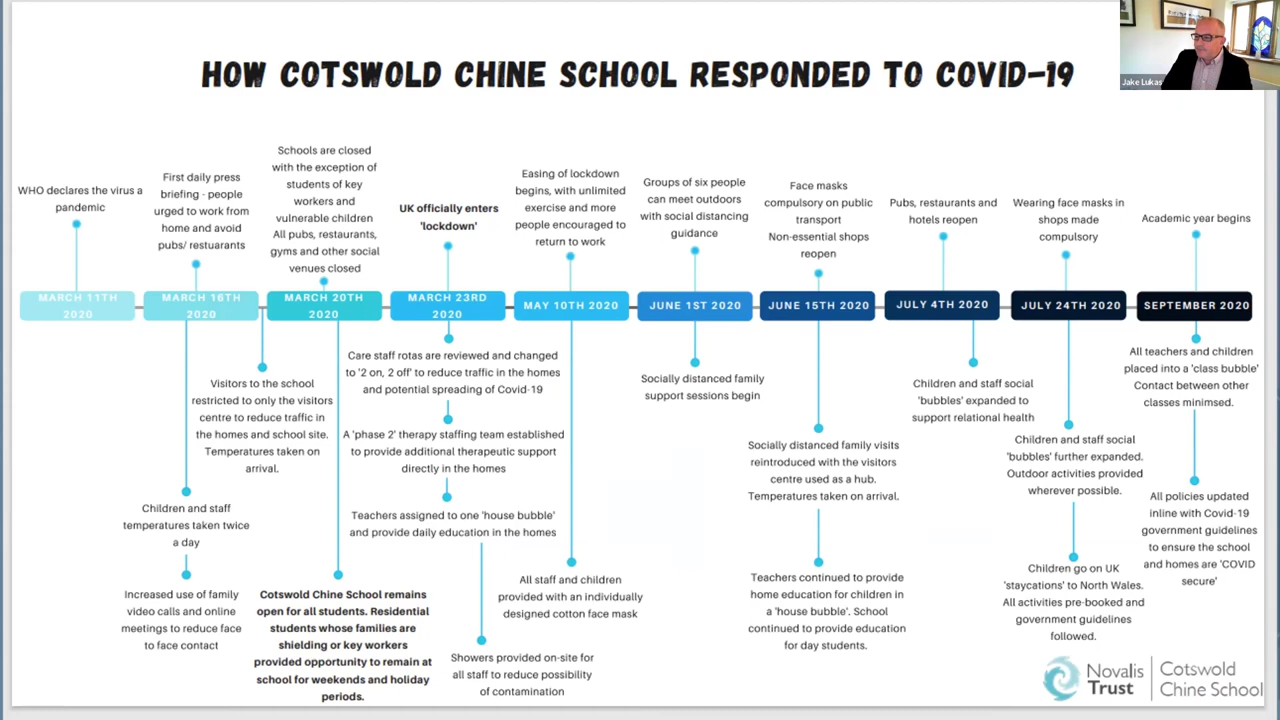 HOW COTSWOLD CHINE SCHOOL RESPONDED TO COVID-19
Jake Lukas
WHO declares the virus a
pandemic
First daily press
briefing - people
urged to work from
home and avoid
pubs/ restuarants
Schools are closed
with the exception of
students of key
workers and
vulnerable children
All pubs, restaurants,
gyms and other social
venues closed
UK officially enters
'lockdown'
Easing of lockdown
begins, with unlimited
exercise and more
people encouraged to
return to work
Groups of six people
can meet outdoors
with social distancing
guidance
Face masks
compulsory on public
transport
Non-essential shops
reopen
Pubs, restaurants and
hotels reopen
Wearing face masks in
shops made
compulsory
Academic year begins
MARCH 11TH
2020
MARCH 16TH
2020
MARCH 20TH
2020
MARCH 23RD
2020
MAY 10TH 2020
JUNE 1ST 2020
JUNE 15TH 2020
JULY 4TH 2020
JULY 24TH 2020
SEPTEMBER 2020
Children and staff
temperatures taken twice
a day
Increased use of family
video calls and online
meetings to reduce face
to face contact
Visitors to the school
restricted to only the visitors
centre to reduce traffic in
the homes and school site.
Temperatures taken on
arrival.
Cotswold Chine School remains
open for all students. Residential
students whose families are
shielding or key workers
provided opportunity to remain at
school for weekends and holiday
periods.
Care staff rotas are reviewed and changed
to '2 on, 2 off' to reduce traffic in the homes
and potential spreading of Covid-19
A 'phase 2' therapy staffing team established
to provide additional therapeutic support
directly in the homes
Teachers assigned to one 'house bubble'
and provide daily education in the homes
Showers provided on-site for
all staff to reduce possibility
of contamination
All staff and children
provided with an individually
designed cotton face mask
Socially distanced family
support sessions begin
Socially distanced family visits
reintroduced with the visitors
centre used as a hub.
Temperatures taken on arrival.
Teachers continued to provide
home education for children in
a 'house bubble'. School
continued to provide education
for day students.
Children and staff social
'bubbles' expanded to
support relational health
Children and staff social
'bubbles' further expanded.
Outdoor activities provided
wherever possible.
Children go on UK
'staycations' to North Wales.
All activities pre-booked and
government guidelines
followed.
All teachers and children
placed into a 'class bubble'
Contact between other
classes minimsed.
All policies updated
inline with Covid-19
government guidelines
to ensure the school
and homes are 'COVID
secure'
Novalis
Trust
Cotswold
Chine School